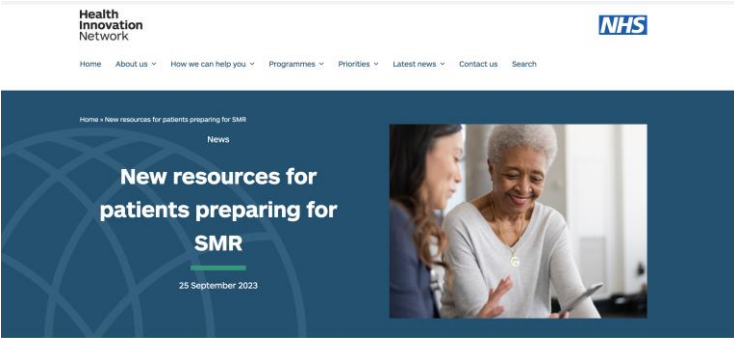 Health
Innovation
Network
NHS
Home About us How we can help you Programmes Priorities Latest news Contact us Search
Home » New resources for patients preparing for SMR
News
New resources for
patients preparing for
SMR
25 September 2023